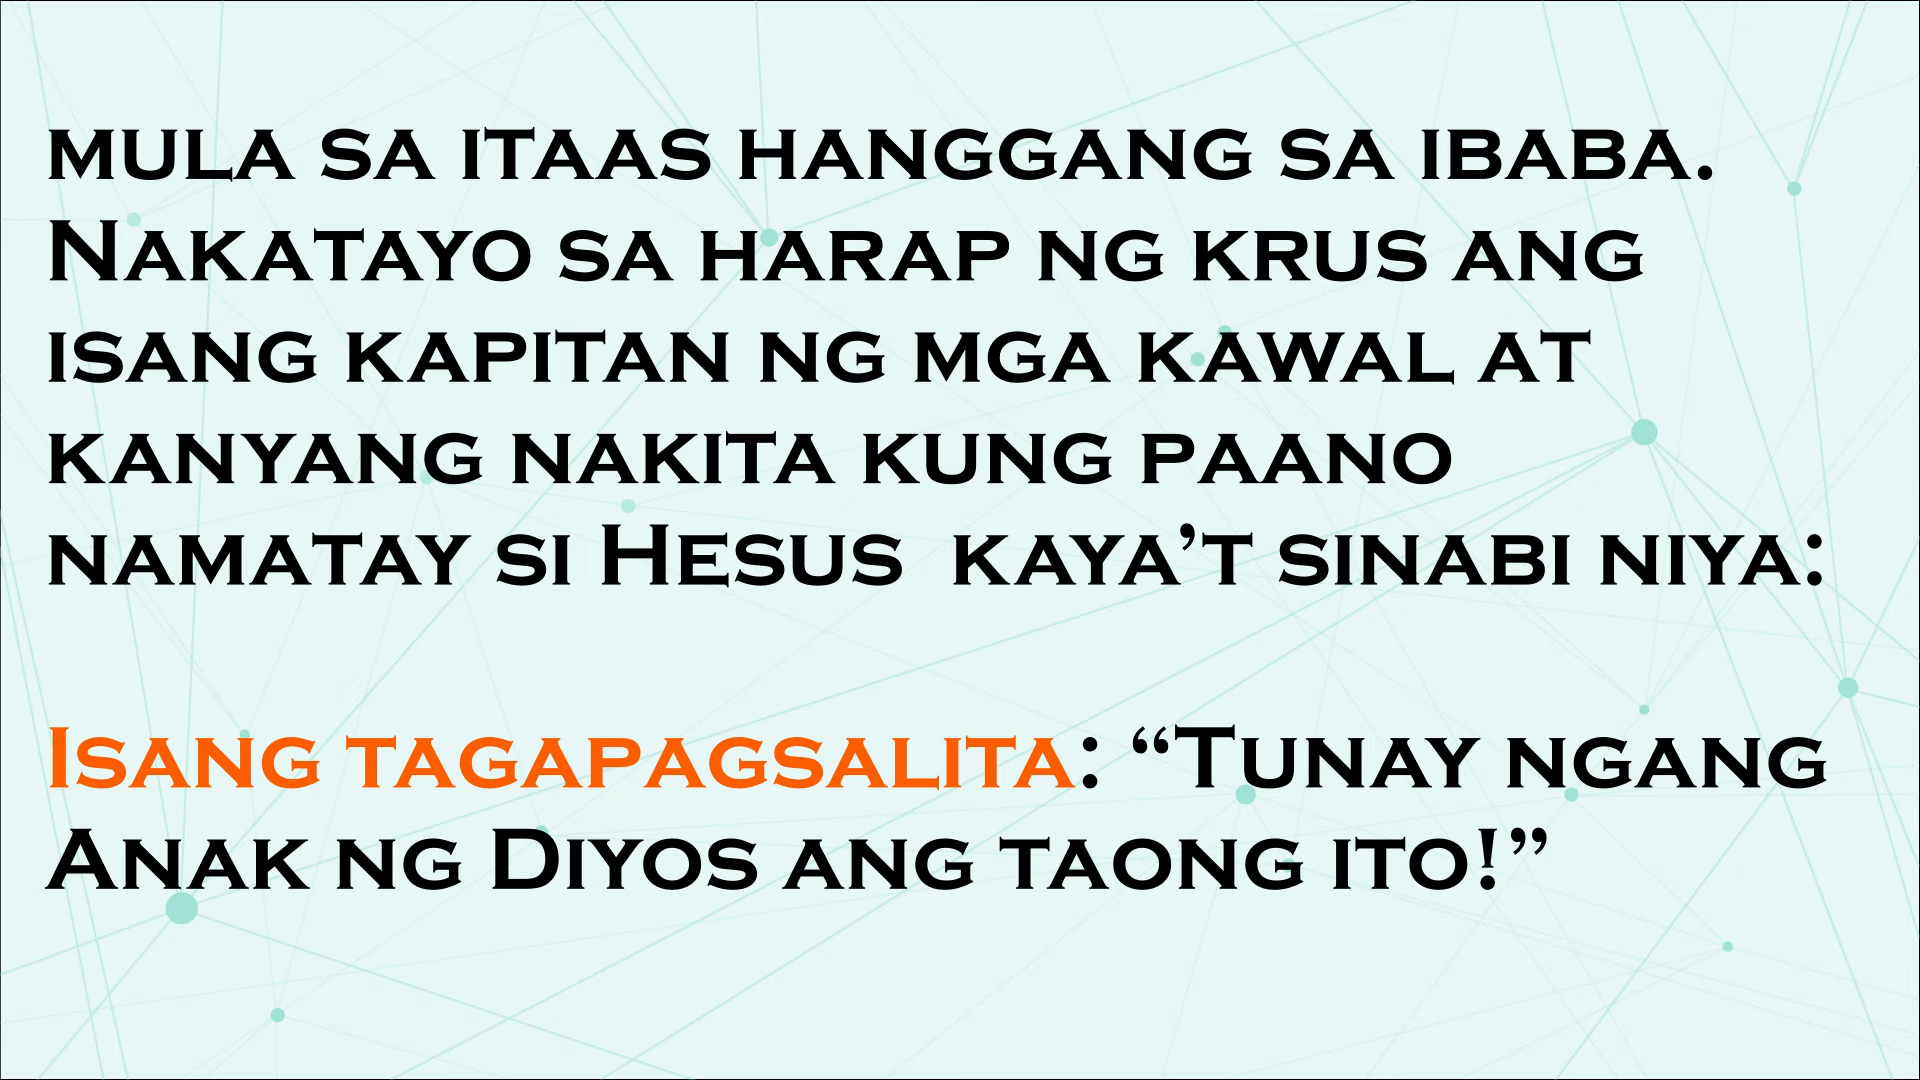 mula sa itaas hanggang sa ibaba.
Nakatayo sa harap ng krus ang
isang kapitan ng mga kawal at
kanyang nakita kung paano
namatay si Hesus  kaya’t sinabi niya:
Isang tagapagsalita: “Tunay ngang
Anak ng Diyos ang taong ito!”